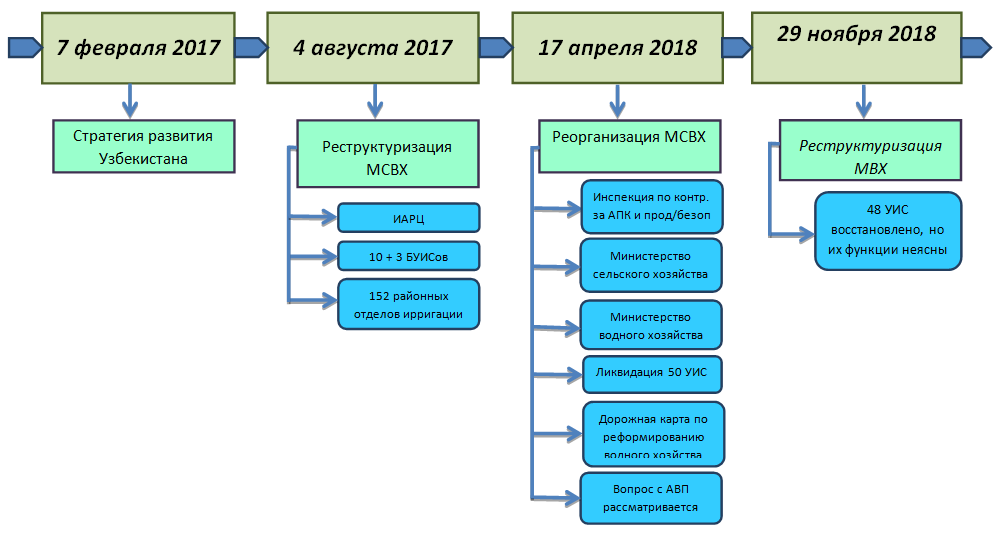 7 февраля 2017
Стратегия развития
Узбекистана
4 августа 2017
Реструктуризация
МСВХ
ИАРЦ
10 + 3 БУИСов
152 районных
отделов ирригации
17 апреля 2018
Реорганизация МСВХ
Инспекция по контр.
за АПК и прод/безоп
Министерство
сельского хозяйства
Министерство
водного хозяйства
Ликвидация 50 УИС
Дорожная карта по
реформированию
водного хойяства
Вопрос с АВП
рассматривается
29 ноября 2018
Реструктуризация
МВХ
48 УИС
восстановлено, но
их функции неясны